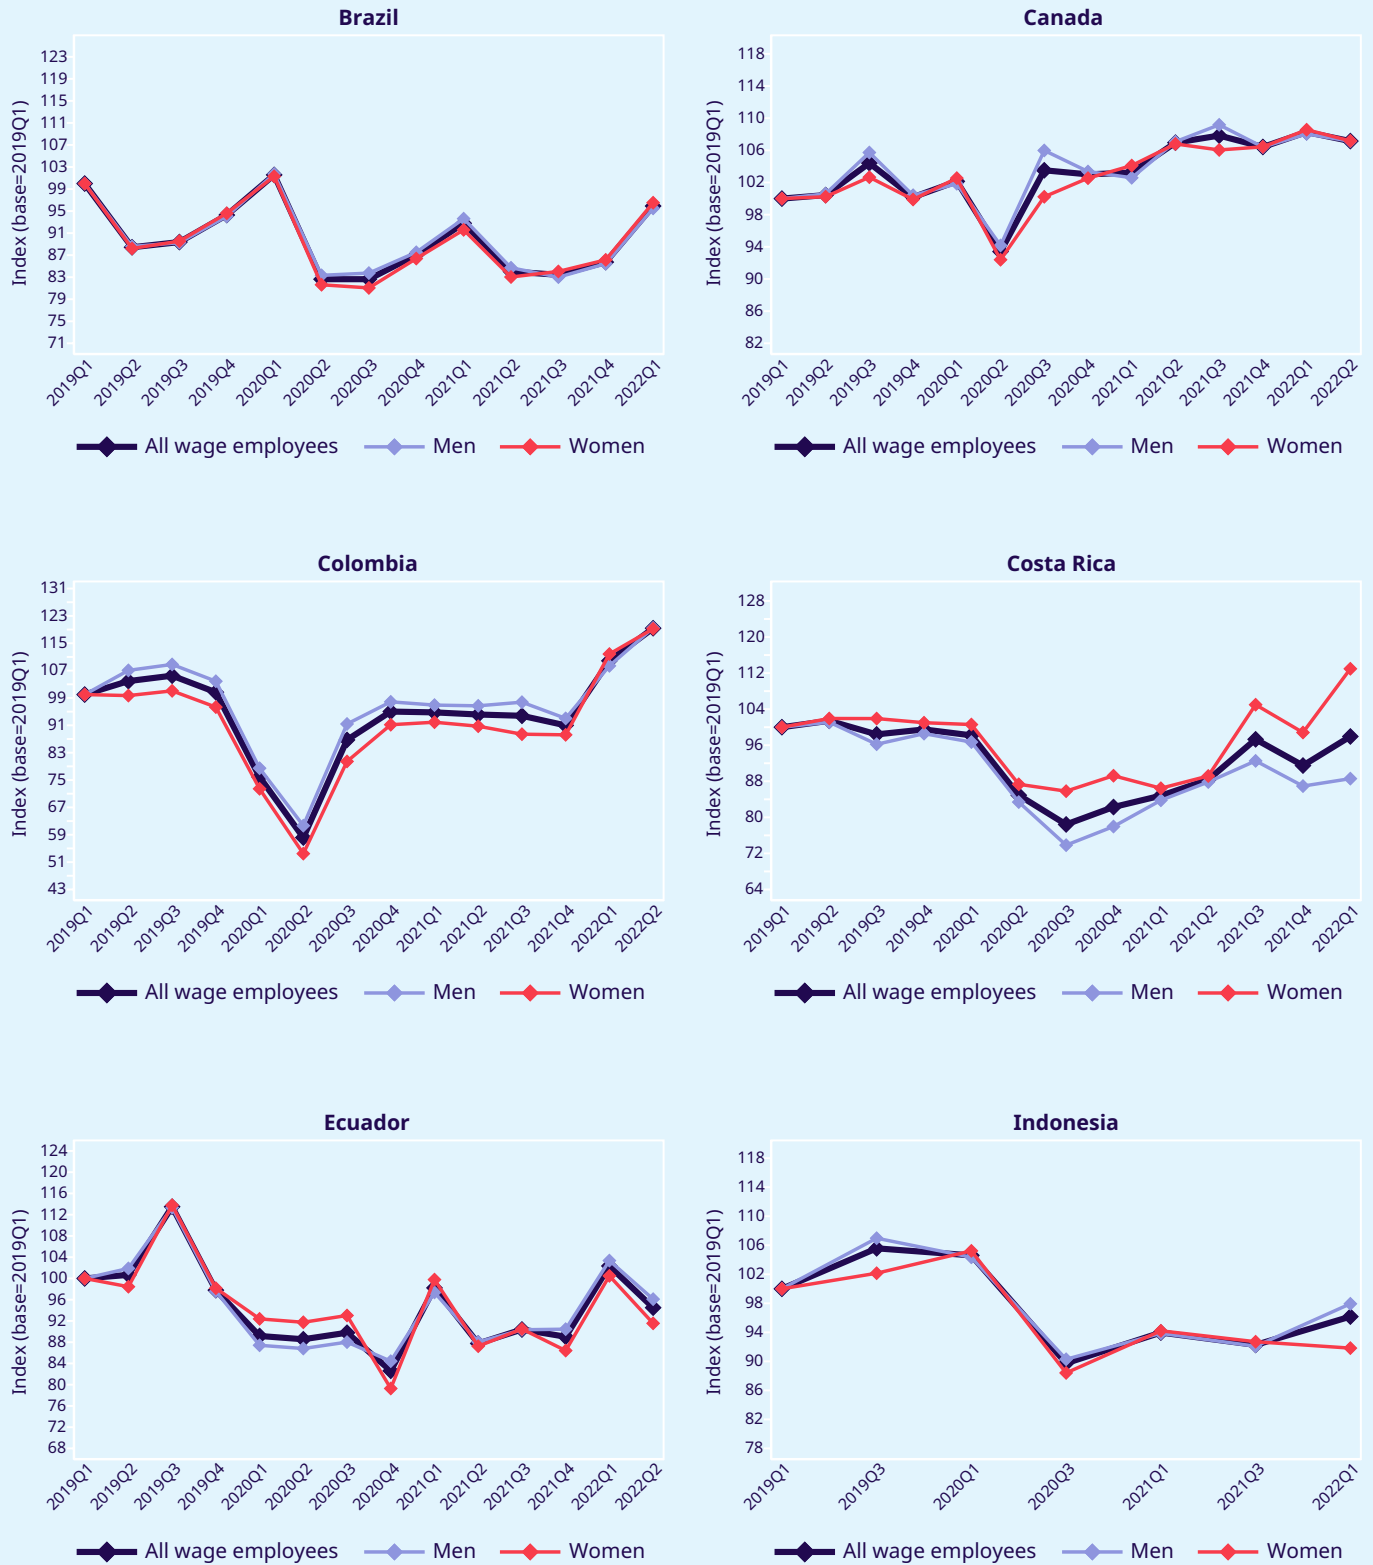 Brazil
Index (base=2019Q1)
123
119
115
111
107
103
99
95
91
87
83
79
75
71
2019Q1 2019Q2 2019Q3 2019Q4 2020Q1 2020Q2 2020Q3 2020Q4 2021Q1 2021Q2 2021Q3 2021Q4 2022Q1
All wage employees Men Women
Canada
Index (base=2019Q1)
118
114
110
106
102
98
94
90
86
82
2019Q1 2019Q2 2019Q3 2019Q4 2020Q1 2020Q2 2020Q3 2020Q4 2021Q1 2021Q2 2021Q3 2021Q4 2022Q1 2022Q2
All wage employees Men Women
Colombia
Index (base=2019Q1)
131
123
115
107
99
91
83
75
67
59
51
43
2019Q1 2019Q2 2019Q3 2019Q4 2020Q1 2020Q2 2020Q3 2020Q4 2021Q1 2021Q2 2021Q3 2021Q4 2022Q1 2022Q2
All wage employees Men Women
Costa Rica
Index (base=2019Q1)
128
120
112
104
96
88
80
72
64
2019Q1 2019Q2 2019Q3 2019Q4 2020Q1 2020Q2 2020Q3 2020Q4 2021Q1 2021Q2 2021Q3 2021Q4 2022Q1
All wage employees Men Women
Ecuador
Index (base=2019Q1)
124
120
116
112
108
104
100
96
92
88
84
80
76
72
68
2019Q1 2019Q2 2019Q3 2019Q4 2020Q1 2020Q2 2020Q3 2020Q4 2021Q1 2021Q2 2021Q3 2021Q4 2022Q1 2022Q2
All wage employees Men Women
Indonesia
Index (base=2019Q1)
118
114
110
106
102
98
94
90
86
82
78
2019Q1 2019Q3 2020Q1 2020Q3 2021Q1 2021Q3 2022Q1
All wage employees Men Women